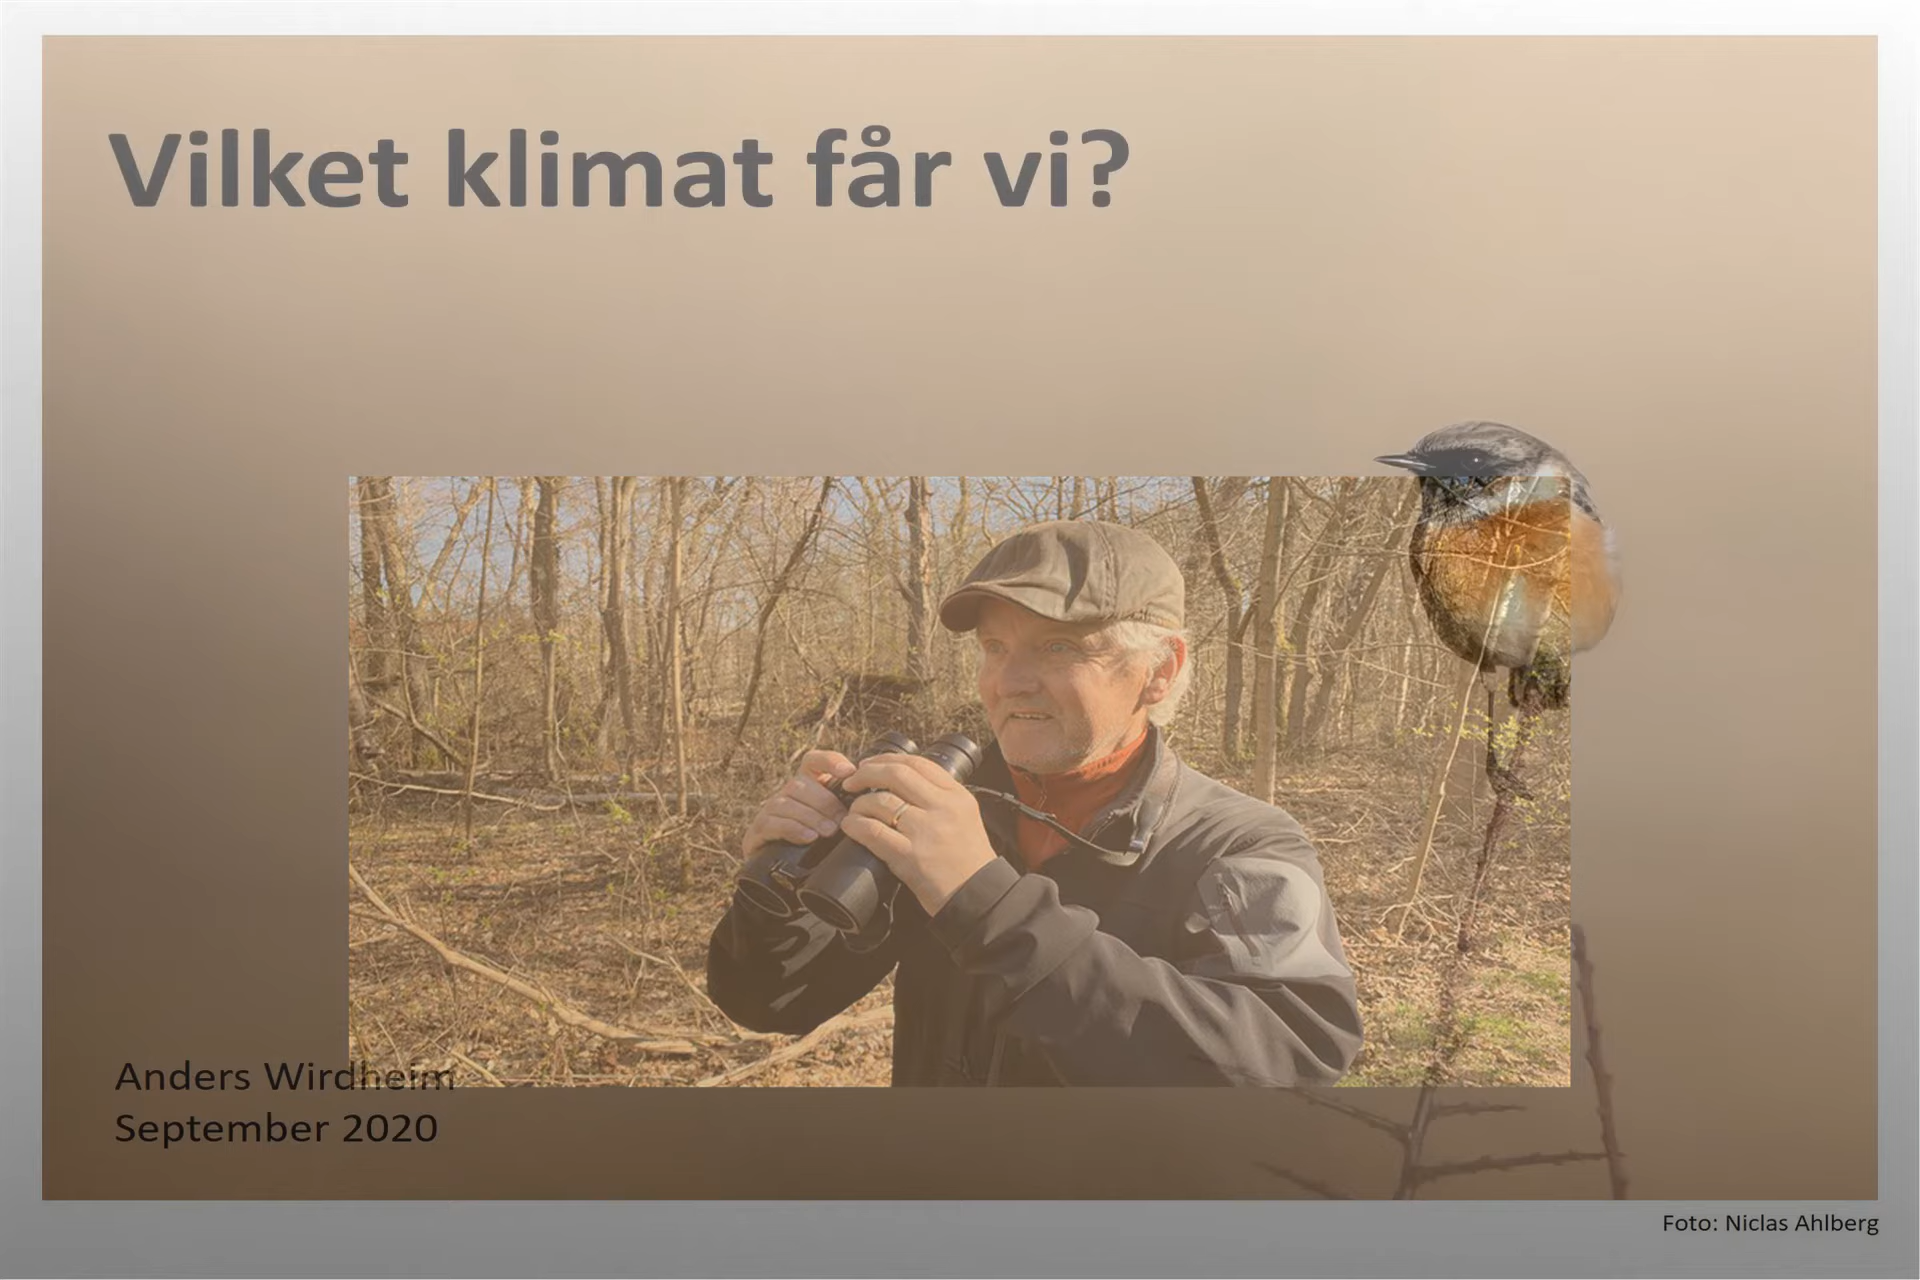 Vilket klimat får vi?
Anders Wirdheim
September 2020
Foto: Niclas Ahlberg